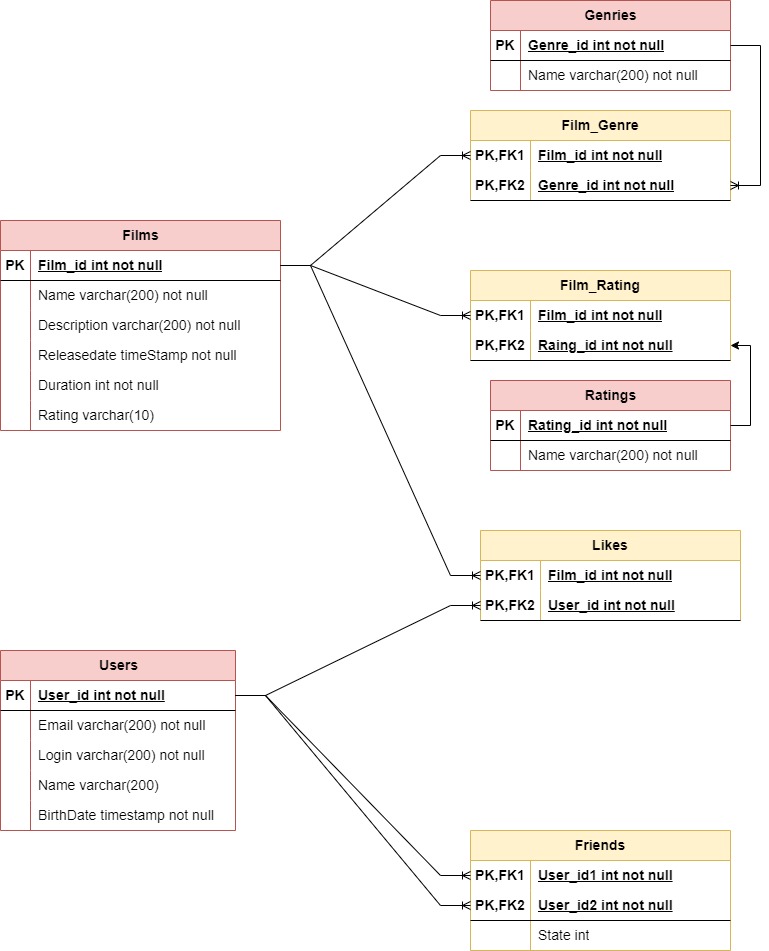 Genries
PK Genre_id int not null
Name varchar(200) not null
Film_Genre
PK,FK1 Film_id int not null
PK,FK2 Genre_id int not null
Films
PK Film_id int not null
Name varchar(200) not null
Description varchar(200) not null
Releasedate timeStamp not null
Duration int not null
Rating varchar(10)
Film_Rating
PK,FK1 Film_id int not null
PK,FK2 Raing_id int not null
Ratings
PK Rating_id int not null
Name varchar(200) not null
Likes
PK,FK1 Film_id int not null
PK,FK2 User_id int not null
Users
PK User_id int not null
Email varchar(200) not null
Login varchar(200) not null
Name varchar(200)
BirthDate timestamp not null
Friends
PK,FK1 User_id1 int not null
PK,FK2 User_id2 int not null
State int